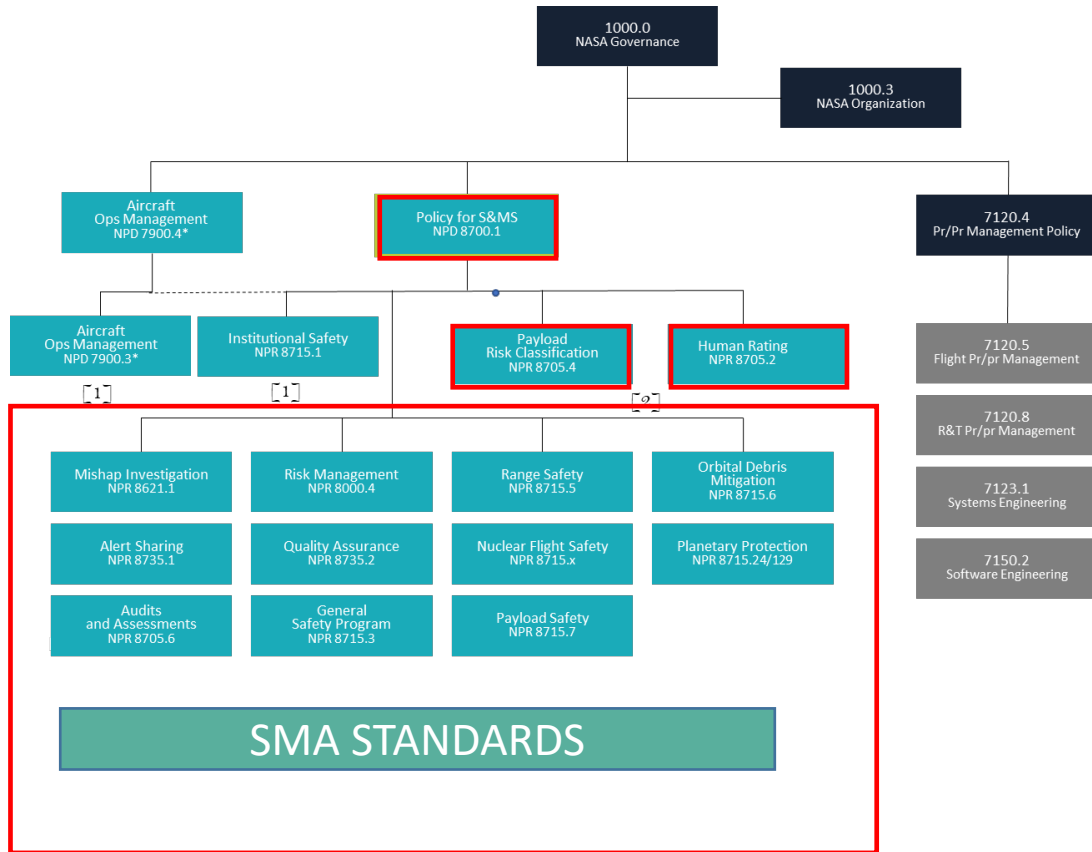 1000.0
NASA Governance
1000.3
NASA Organization
Aircraft
Ops Management
NPD 7900.4*
Policy for S&MS
NPD 8700.1
7120.4
Pr/Pr Management Policy
Aircraft
Ops Management
NPD 7900.3*
Institutional Safety
NPR 8715.1
Payload
Risk Classification
NPR 8705.4
Human Rating
NPR 8705.2
7120.5
Flight Pr/pr Management
[1]
[1]
[2]
7120.8
R&T Pr/pr Management
Mishap Investigation
NPR 8621.1
Risk Management
NPR 8000.4
Range Safety
NPR 8715.5
Orbital Debris
Mitigation
NPR 8715.6
7123.1
Systems Engineering
Alert Sharing
NPR 8735.1
Quality Assurance
NPR 8735.2
Nuclear Flight Safety
NPR 8715.x
Planetary Protection
NPR 8715.24/129
7150.2
Software Engineering
Audits
and Assessments
NPR 8705.6
General
Safety Program
NPR 8715.3
Payload Safety
NPR 8715.7
SMA STANDARDS